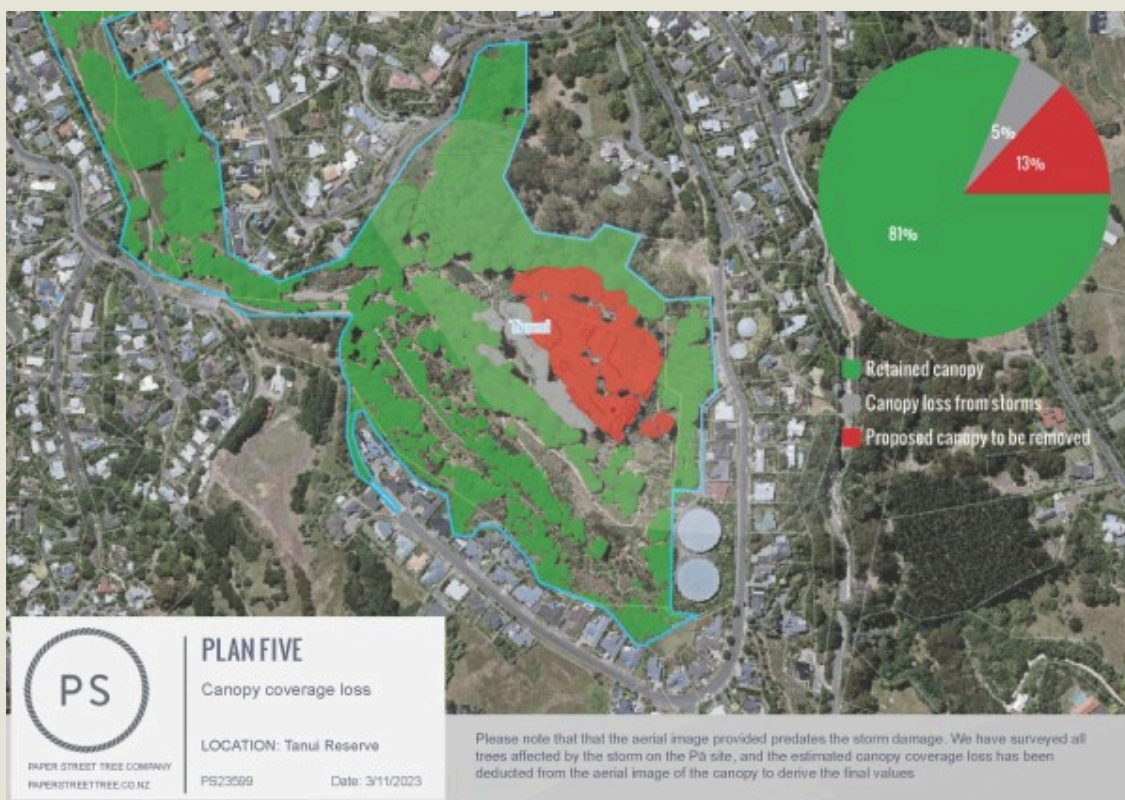 5%
13%
81%
Retained canopy
Canopy loss from storms
Proposed canopy to be removed
PS
PAPER STREET TREE COMPANY
PAPERSTREETTREE.CO.NZ
PLAN FIVE
Canopy coverage loss
LOCATION: Tanui Reserve
PS23599
Date: 3/11/2023
Please note that that the aerial image provided predates the storm damage. We have surveyed all
trees affected by the storm on the Pā site, and the estimated canopy coverage loss has been
deducted from the aerial image of the canopy to derive the final values